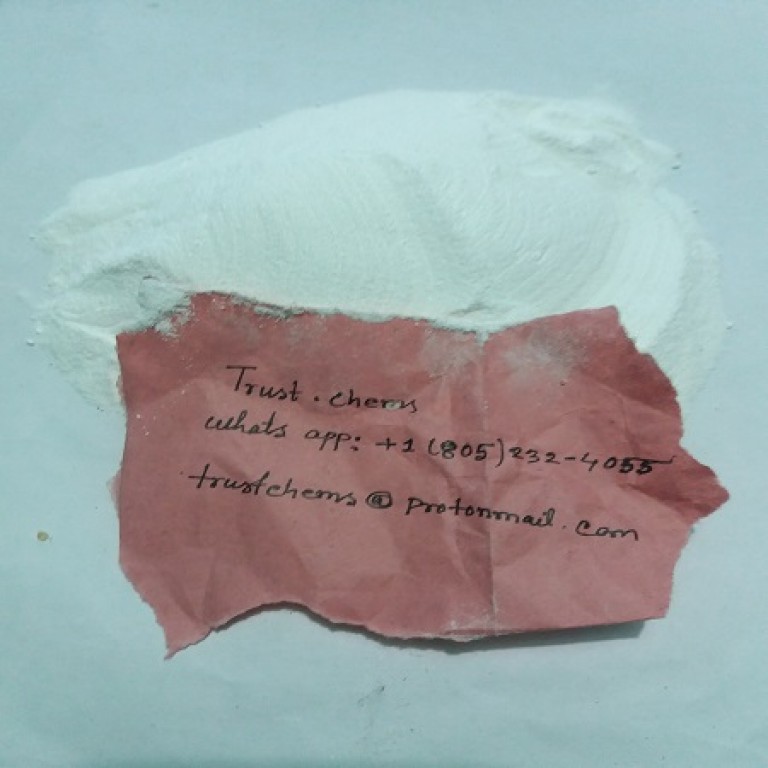 Trust.chems
whats app: +1 (805)232-4055
trustchems@protonmail.com